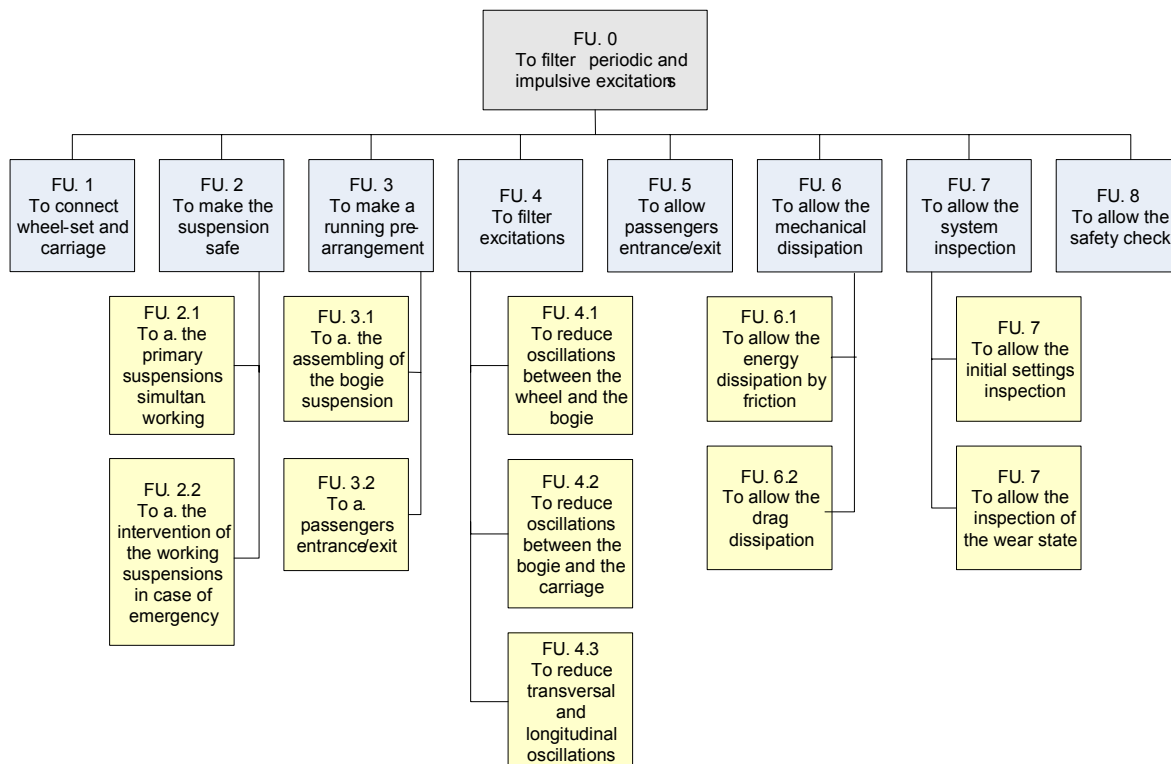 FU. 0
To filter periodic and
impulsive excitations
FU. 1
To connect
wheel-set and
carriage
FU. 2
To make the
suspension
safe
FU. 3
To make a
running pre-
arrangement
FU. 4
To filter
excitations
FU. 5
To allow
passengers
entrance/exit
FU. 6
To allow the
mechanical
dissipation
FU. 7
To allow the
system
inspection
FU. 8
To allow the
safety check
FU. 2.1
To a. the
primary
suspensions
simultan.
working
FU. 2.2
To a. the
intervention of
the working
suspensions
in case of
emergency
FU. 3.1
To a. the
assembling of
the bogie
suspension
FU. 3.2
To a.
passengers
entrance/exit
FU. 4.1
To reduce
oscillations
between the
wheel and the
bogie
FU. 4.2
To reduce
oscillations
between the
bogie and the
carriage
FU. 4.3
To reduce
transversal
and
longitudinal
oscillations
FU. 6.1
To allow the
energy
dissipation by
friction
FU. 6.2
To allow the
drag
dissipation
FU. 7
To allow the
initial settings
inspection
FU. 7
To allow the
inspection of
the wear state